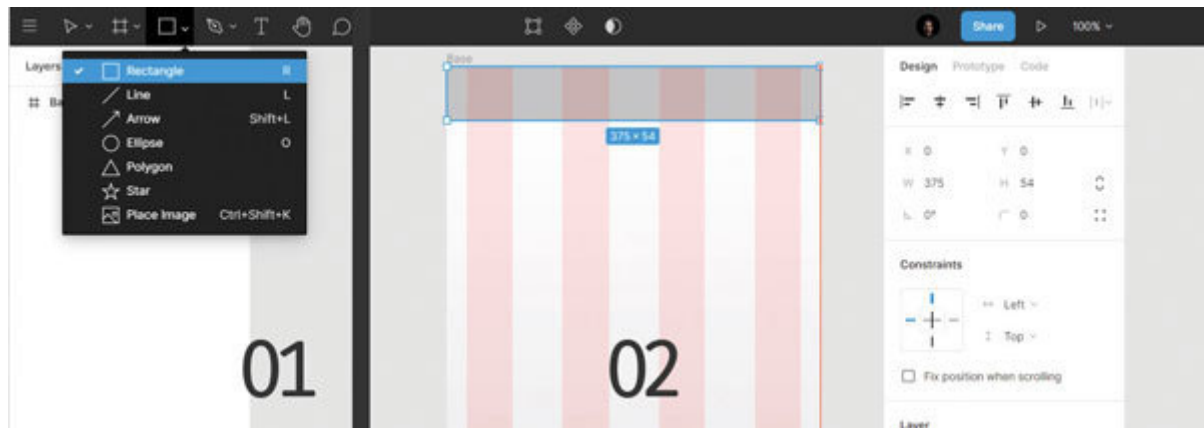 Share
100%
Layers
Ba
Rectangle R
Line L
Arrow Shift+L
Ellipse O
Polygon
Star
Place Image Ctrl+Shift+K
01
Base
375 × 54
02
Design Prototype Code
X 0 Y 0
W 375 H 54
0° 0
Constraints
Left
Top
Fix position when scrolling
Layer